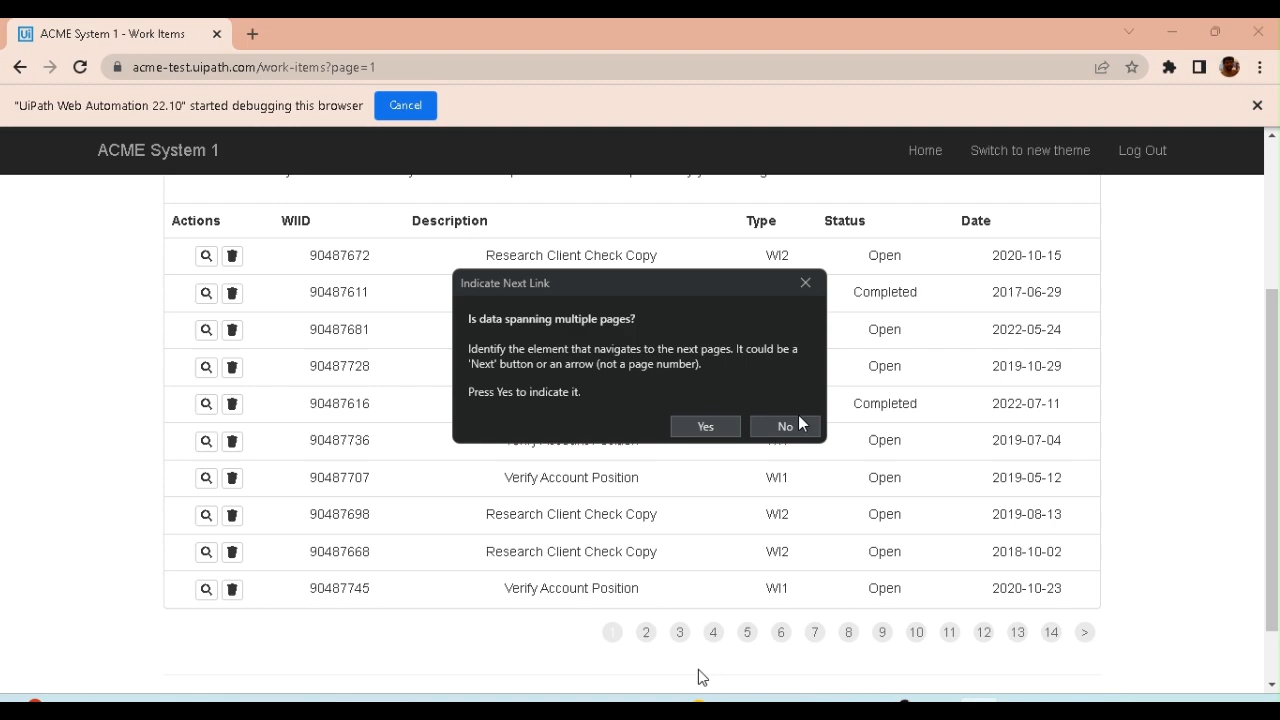 ACME System 1 - Work Items
acme-test.uipath.com/work-items?page=1
"UiPath Web Automation 22.10" started debugging this browser Cancel
ACME System 1 Home Switch to new theme Log Out
Actions WIID Description Type Status Date
90487672 Research Client Check Copy WI2 Open 2020-10-15
90487611 Completed 2017-06-29
90487681 Open 2022-05-24
90487728 Open 2019-10-29
90487616 Completed 2022-07-11
90487736 Open 2019-07-04
90487707 Verify Account Position WI1 Open 2019-05-12
90487698 Research Client Check Copy WI2 Open 2019-08-13
90487668 Research Client Check Copy WI2 Open 2018-10-02
90487745 Verify Account Position WI1 Open 2020-10-23
1 2 3 4 5 6 7 8 9 10 11 12 13 14 >
Indicate Next Link
Is data spanning multiple pages?
Identify the element that navigates to the next pages. It could be a
'Next' button or an arrow (not a page number).
Press Yes to indicate it.
Yes No